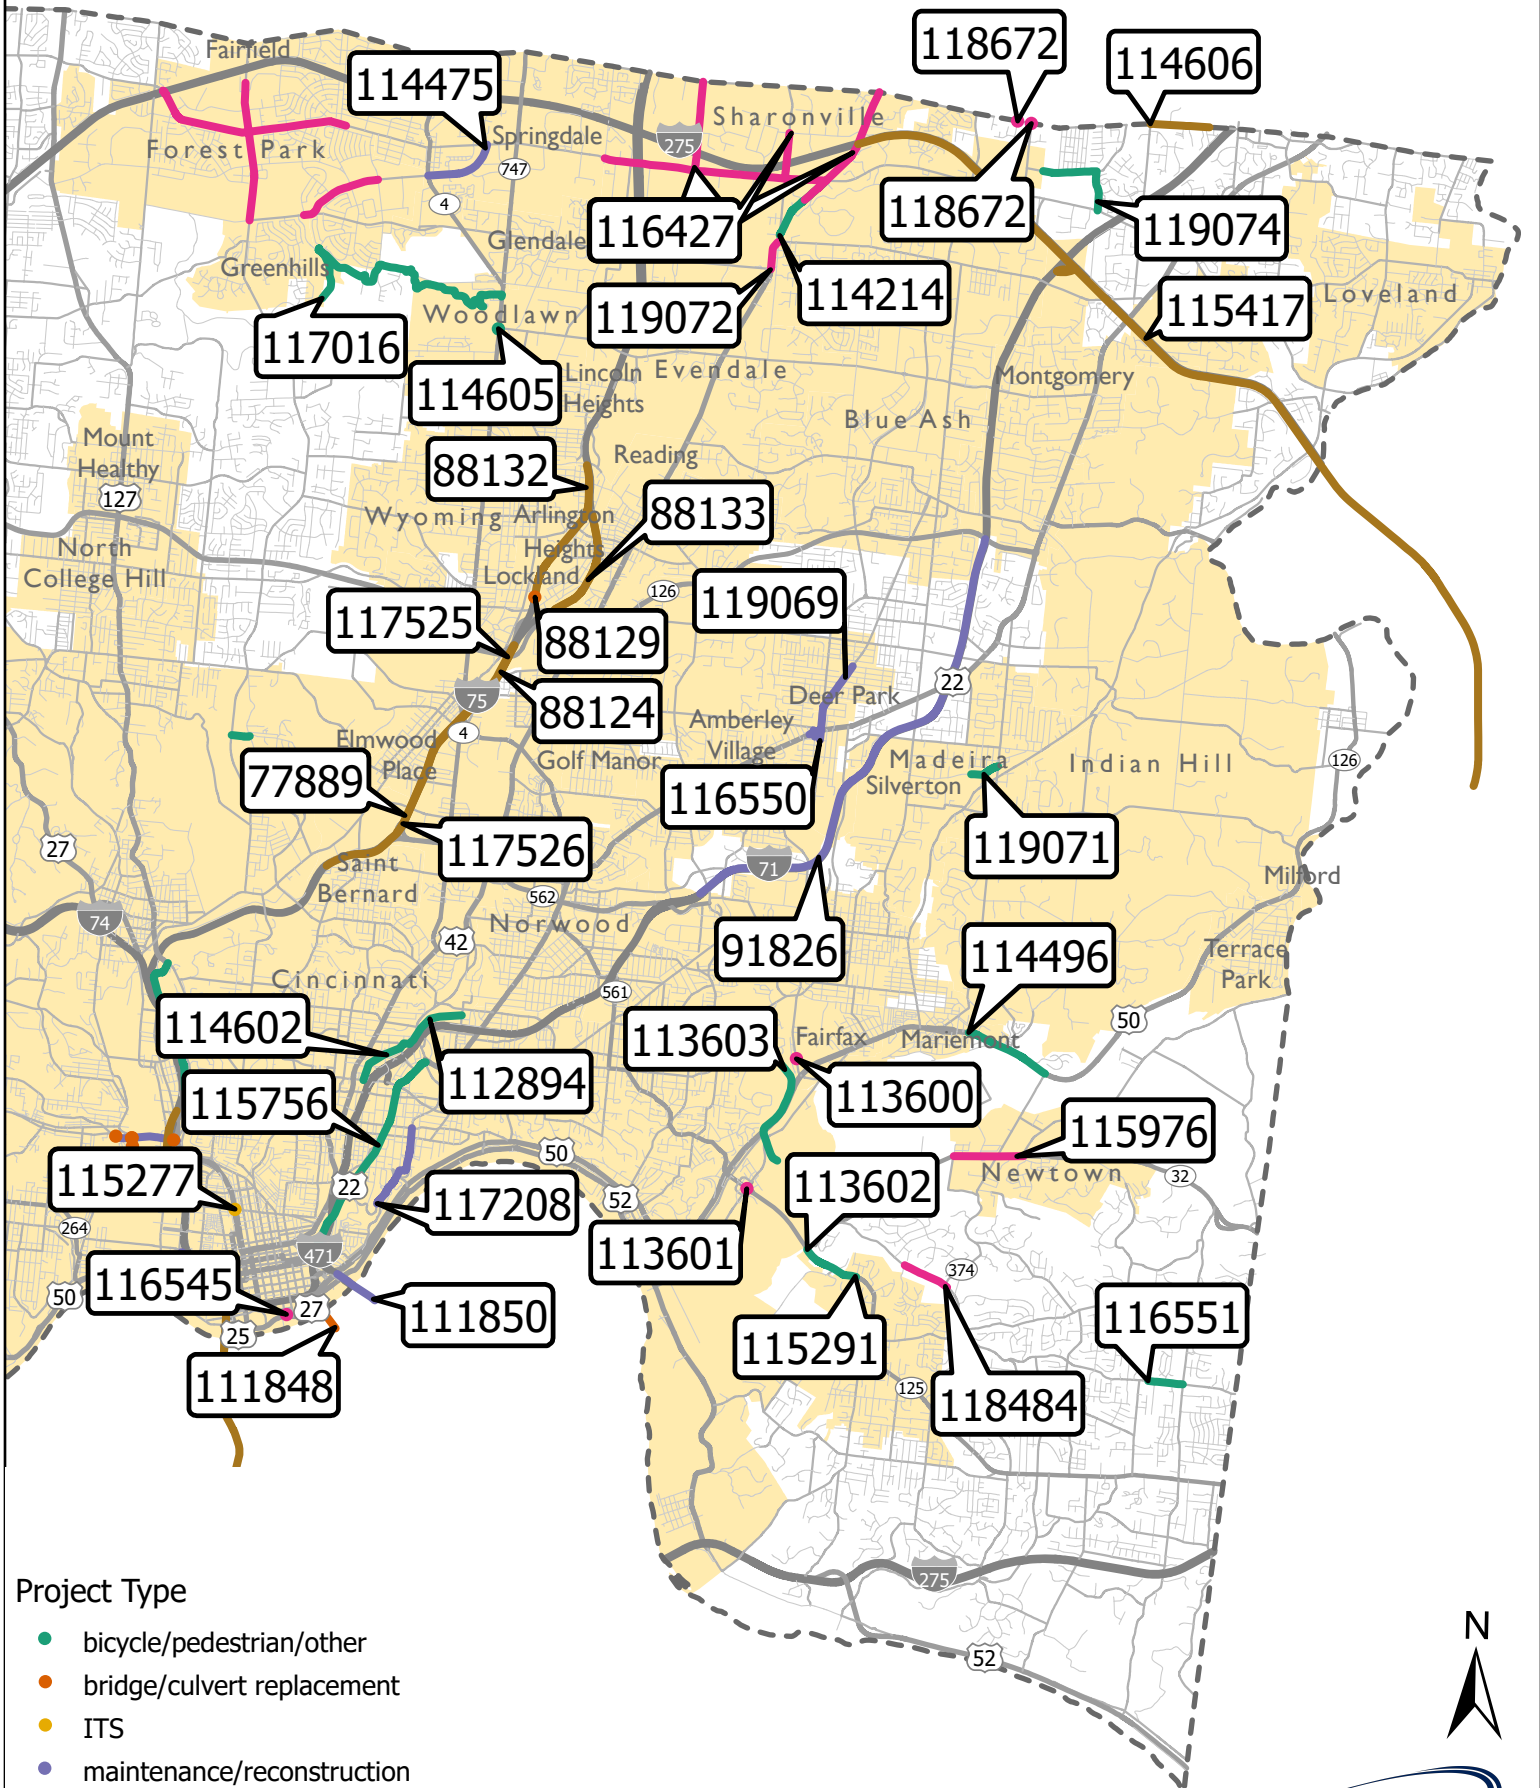 118672
Fairfield
114606
114475
Sharonville
Springdale
275
Forest Park
747
4
118672
116427
119074
Glendale
Greenhills
114214
Loveland
119072
115417
Woodlawn
117016
Lincoln
Heights
Evendale
Montgomery
114605
Blue Ash
Mount
Healthy
Reading
88132
127
88133
Wyoming
Arlington
Heights
North
College Hill
Lockland
126
119069
117525
88129
22
75
88124
Deer Park
4
Amberley
Village
Elmwood
Place
Golf Manor
Madeira
Indian Hill
126
77889
Silverton
116550
119071
117526
27
Saint
Bernard
71
Milford
562
74
Norwood
91826
42
114496
Terrace
Park
Cincinnati
561
50
114602
113603
Fairfax
Mariemont
112894
113600
115756
115976
50
115277
22
Newtown
32
113602
117208
52
264
113601
471
116545
374
50
27
111850
116551
25
115291
111848
125
118484
275
Project Type
N
bicycle/pedestrian/other
52
bridge/culvert replacement
ITS
maintenance/reconstruction